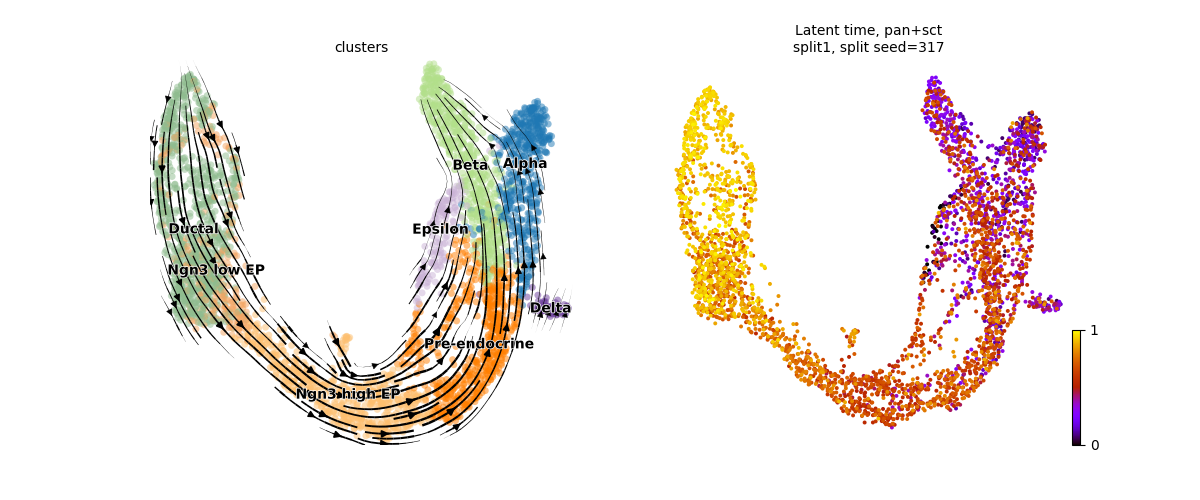 clusters
Beta
Alpha
Epsilon
Ductal
Ngn3 low EP
Delta
Pre-endocrine
Ngn3 high EP
Latent time, pan+sct
split1, split seed=317
1
0